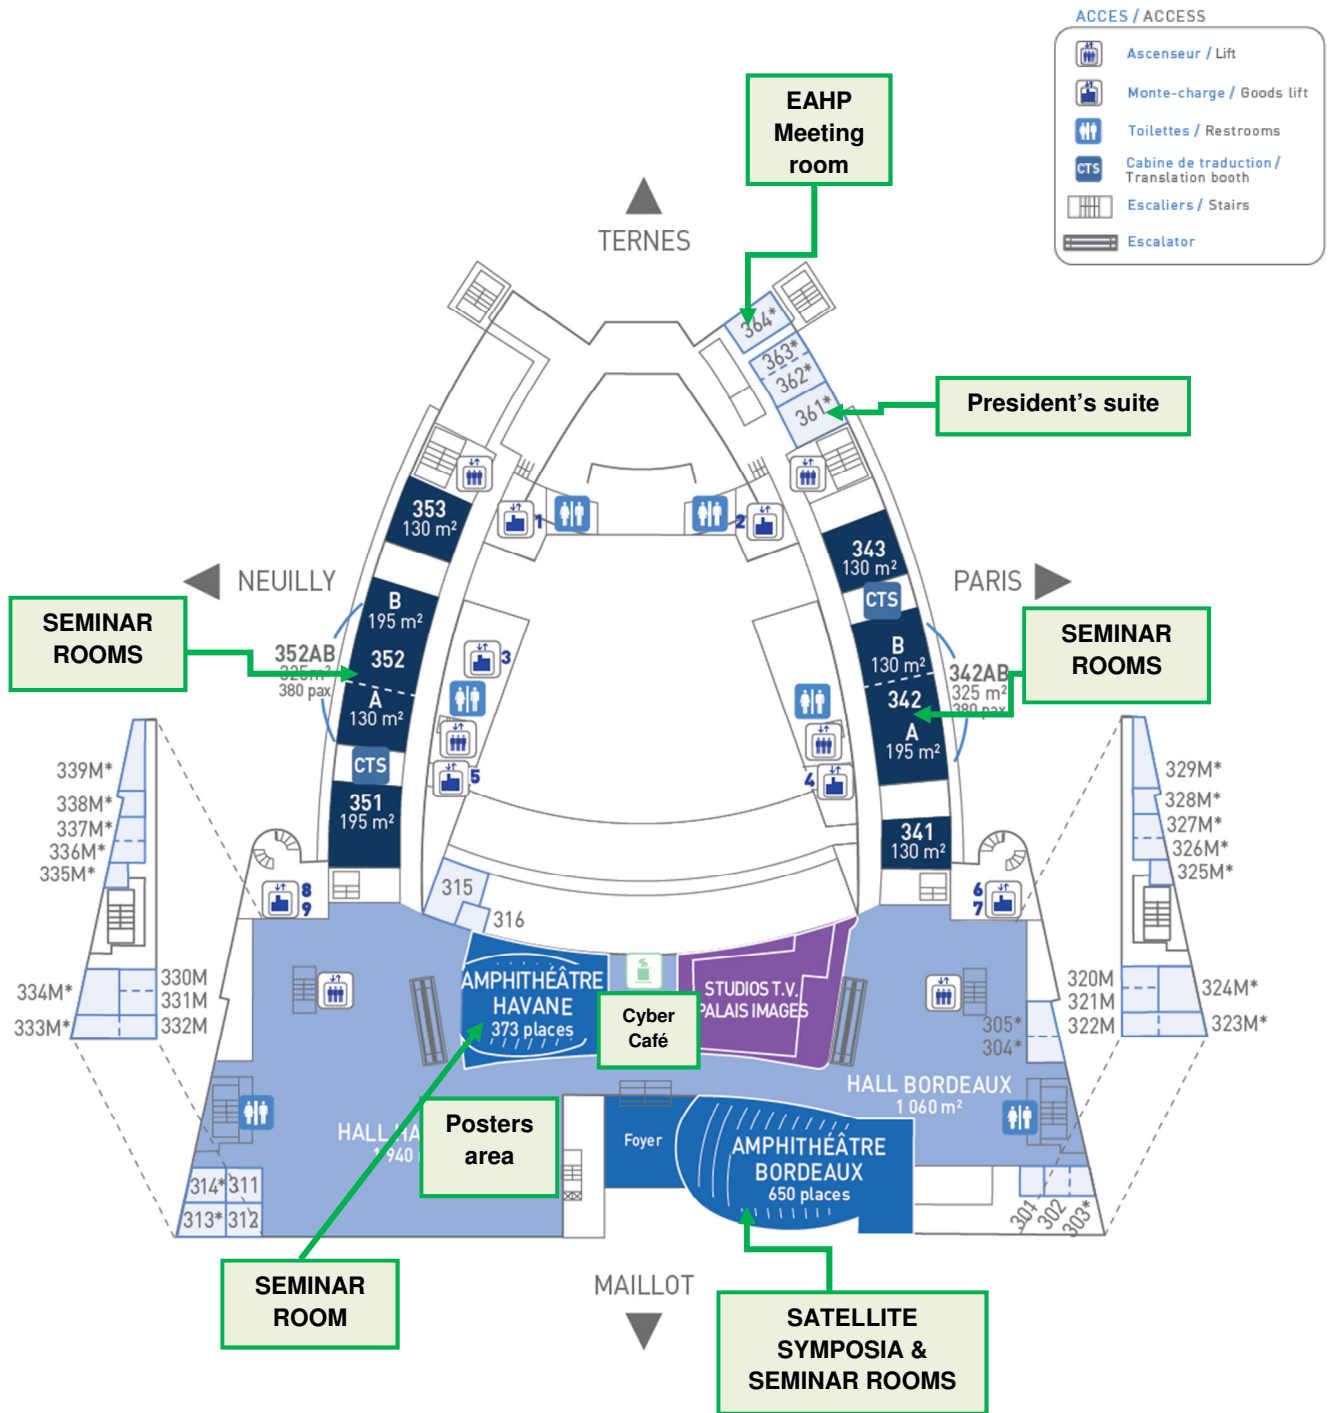 ACCES / ACCESS
Ascenseur / Lift
Monte-charge / Goods lift
Toilettes / Restrooms
CTS
Cabine de traduction /
Translation booth
Escaliers / Stairs
Escalator
EAHP
Meeting
room
TERNES
364*
363*
362*
361*
President's suite
353
130 m²
1
2
343
130 m²
CTS
NEUILLY
PARIS
SEMINAR
ROOMS
B
195 m²
352AB
325m²
380 pax
352
A
130 m²
CTS
351
195 m²
3
5
4
B
130 m²
342
A
195 m²
342AB
325 m²
380 pax
SEMINAR
ROOMS
341
130 m²
339M*
338M*
337M*
336M*
335M*
334M*
333M*
330M
331M
332M
329M*
328M*
327M*
326M*
325M*
320M
321M
322M
324M*
323M*
8
9
6
7
315
316
AMPHITHÉÂTRE
HAVANE
373 places
Cyber
Café
STUDIOS T.V.
PALAIS IMAGES
305*
304*
HALL BORDEAUX
1 060 m²
HALL HA
1 940
Posters
area
Foyer
AMPHITHÉÂTRE
BORDEAUX
650 places
314*
311
313*
312
301
302
303*
SEMINAR
ROOM
MAILLOT
SATELLITE
SYMPOSIA &
SEMINAR ROOMS